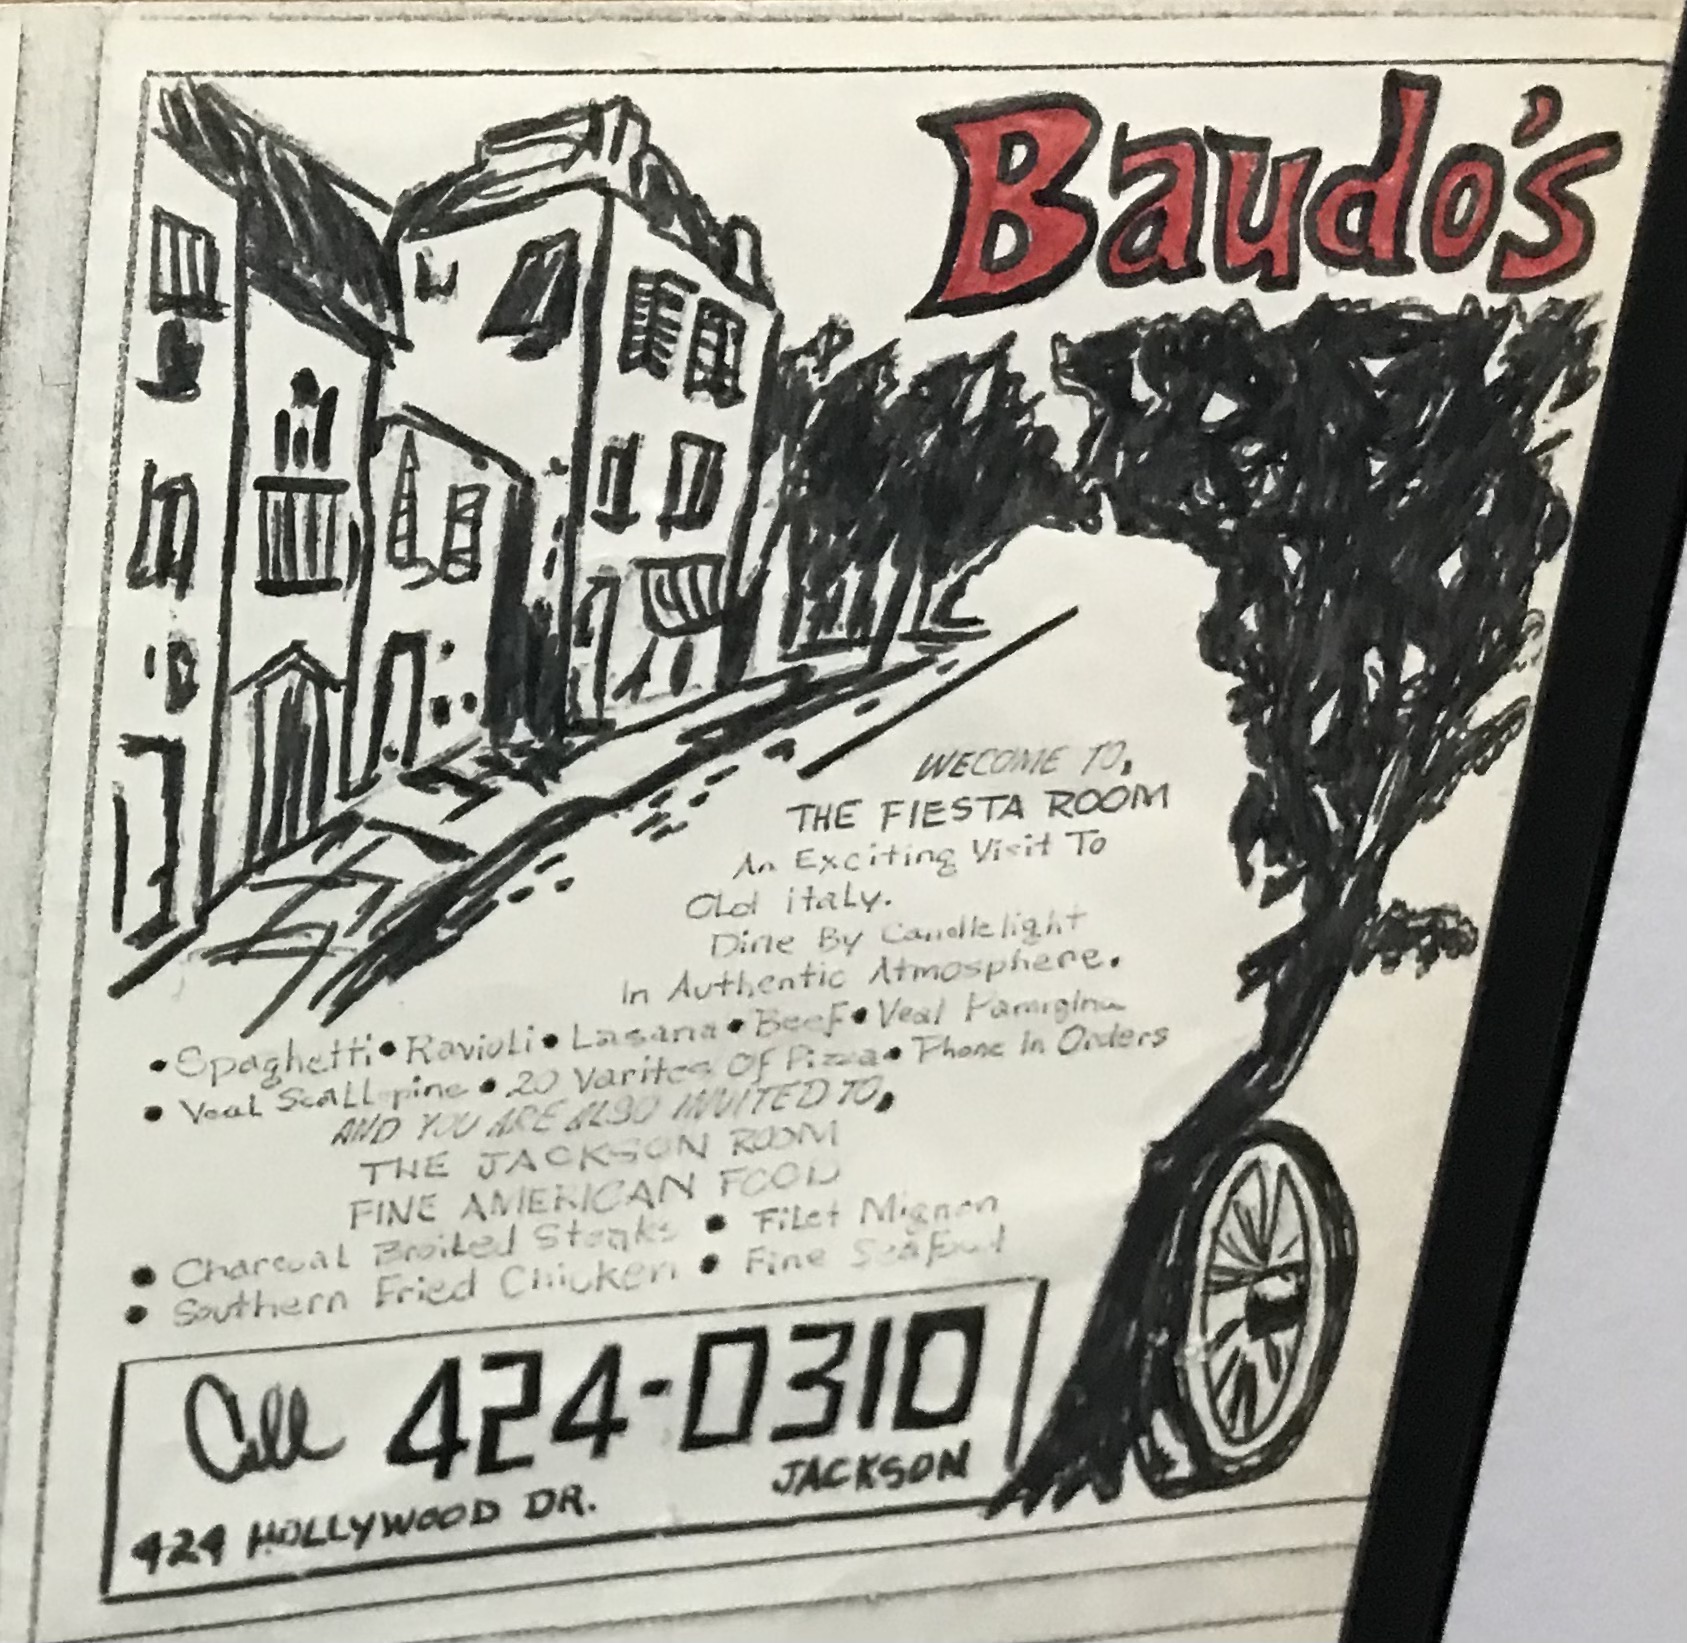 Baudo's
WECOME TO,
THE FIESTA ROOM
An Exciting Visit To
Old italy.
Dine By Candlelight
In Authentic Atmosphere.
• Spaghetti • Ravioli • Lasana • Beef • Veal
• Veal Scallopine • 20 Varites Of Pizza • Phone In Orders
AND YOU ARE ALSO INVITED TO,
THE JACKSON ROOM
FINE AMERICAN FOOD
• Charcoal Broiled Steaks • Filet Mignon
• Southern Fried Chicken • Fine Seafood
Call 424-0310
424 HOLLYWOOD DR. JACKSON